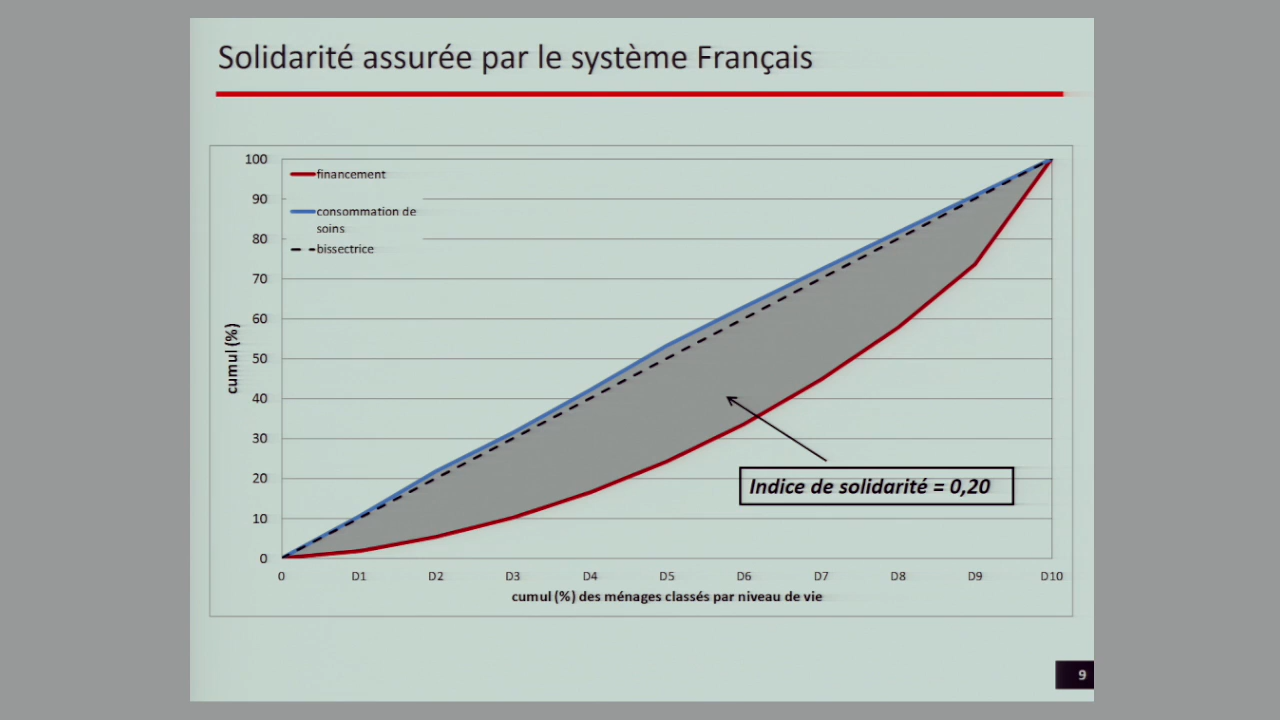 Solidarité assurée par le système Français
financement
consommation de
soins
bissectrice
100
90
80
70
60
50
40
30
20
10
0
cumul (%)
Indice de solidarité = 0,20
0 D1 D2 D3 D4 D5 D6 D7 D8 D9 D10
cumul (%) des ménages classés par niveau de vie
9